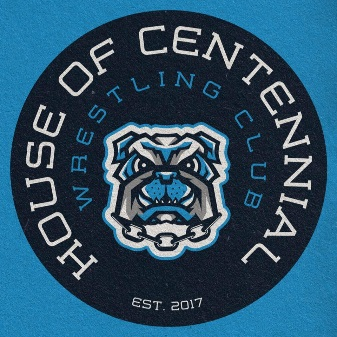 HOUSE OF CENTENNIAL
WRESTLING CLUB
EST. 2017